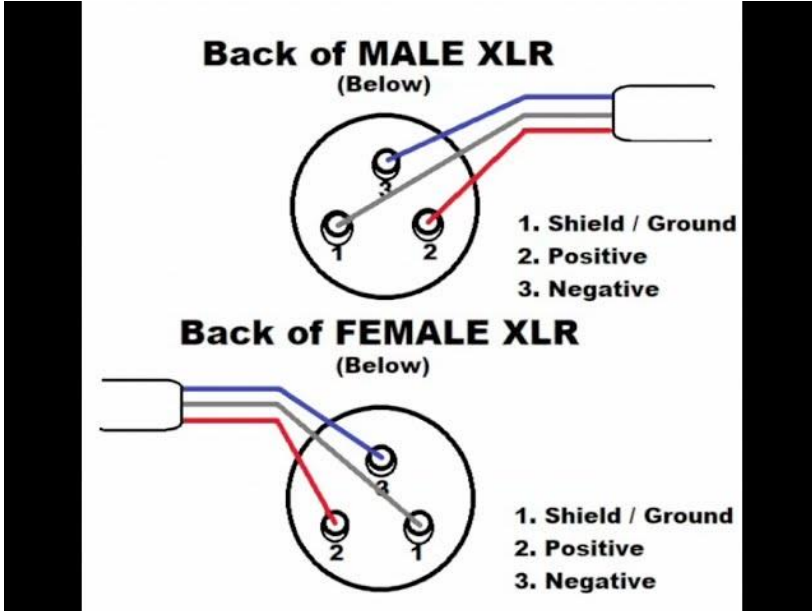 Back of MALE XLR
(Below)
3
1
2
1. Shield / Ground
2. Positive
3. Negative
Back of FEMALE XLR
(Below)
3
2
1
1. Shield / Ground
2. Positive
3. Negative